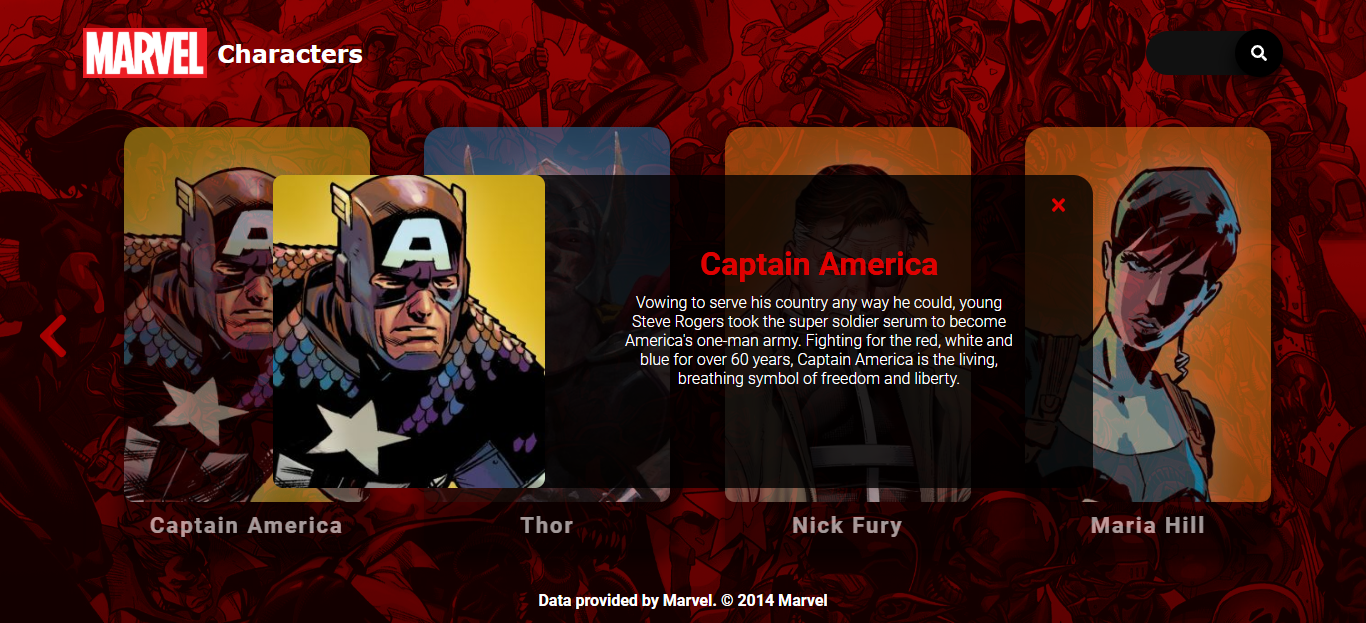 MARVEL Characters
A
Captain America
Vowing to serve his country any way he could, young
Steve Rogers took the super soldier serum to become
America's one-man army. Fighting for the red, white and
blue for over 60 years, Captain America is the living,
breathing symbol of freedom and liberty.
Captain America
Thor
Nick Fury
Maria Hill
Data provided by Marvel. © 2014 Marvel